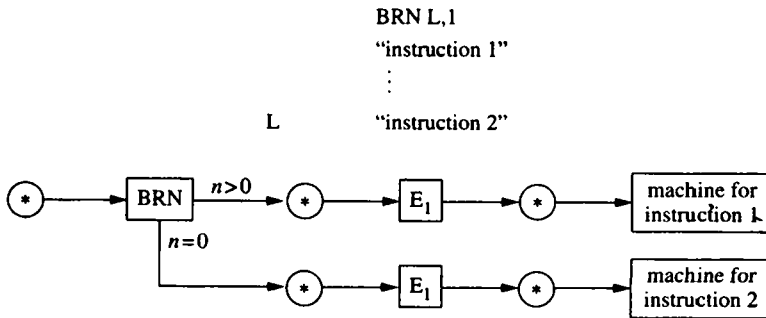 BRN L,1
“instruction 1”
⋮
L “instruction 2”
* BRN n>0 * E₁ * machine for instruction 1
n=0
* E₁ * machine for instruction 2